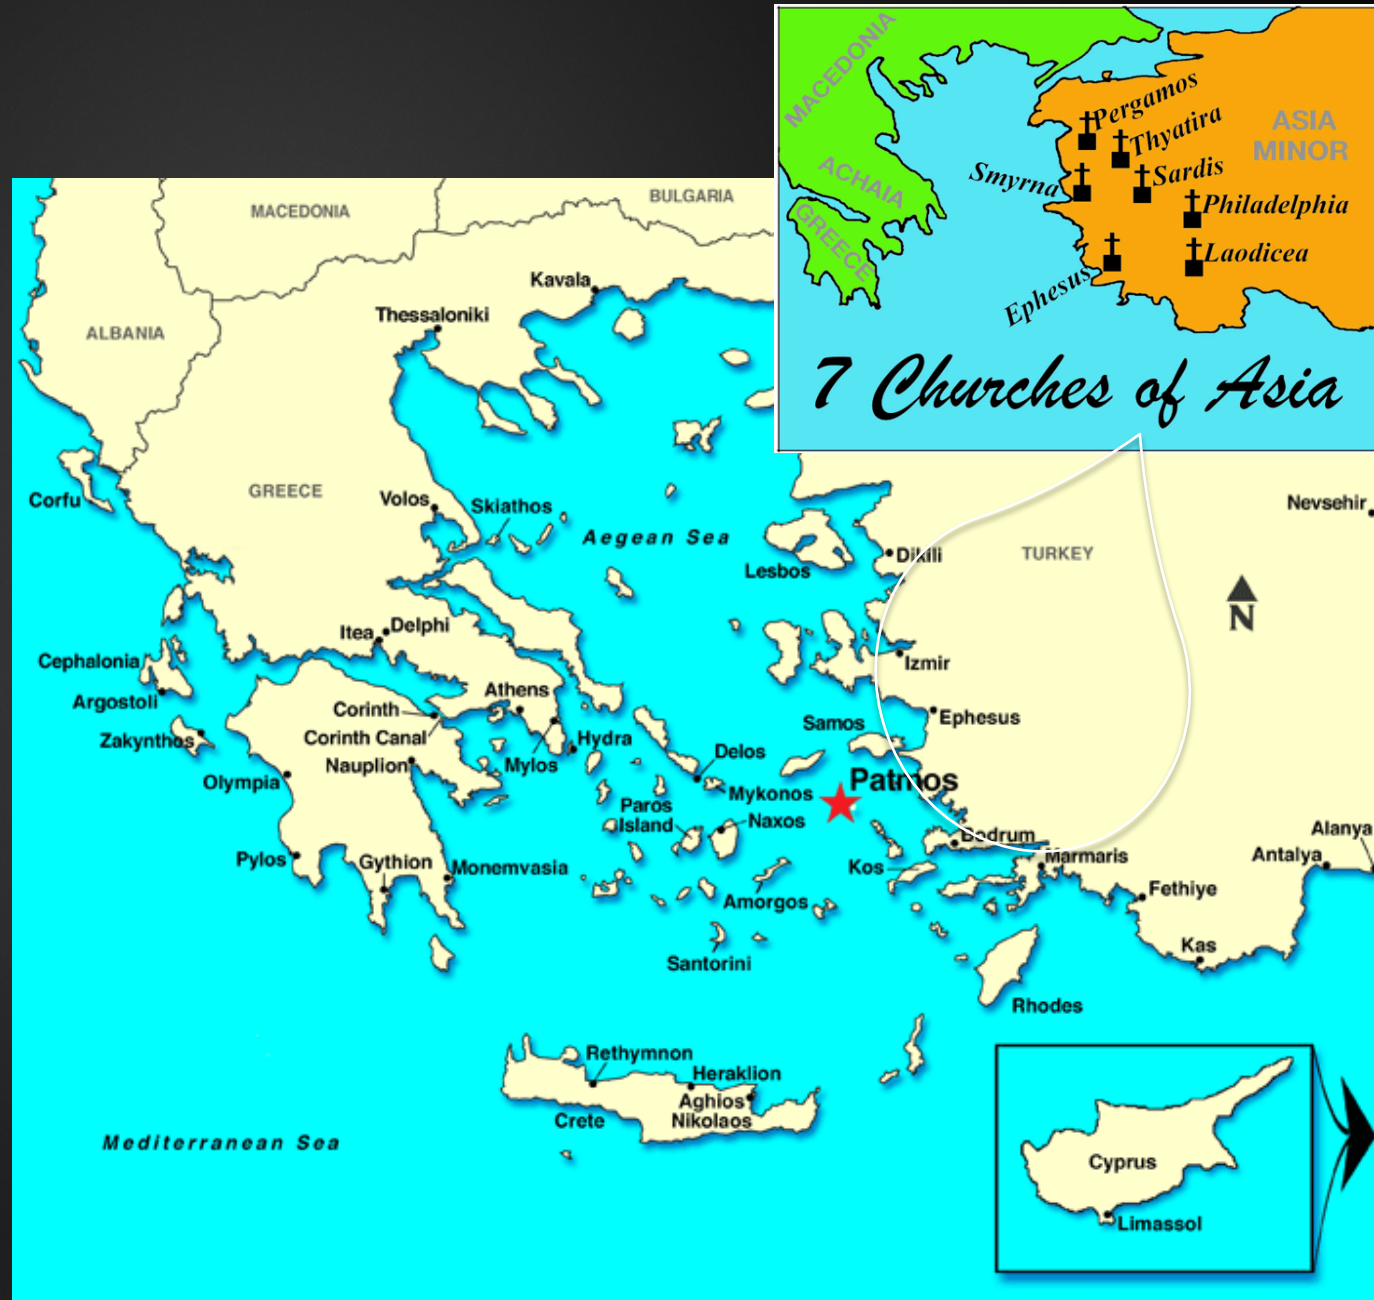 MACEDONIA
ACHAIA
GREECE
ASIA
MINOR
Pergamos
Thyatira
Smyrna
Sardis
Philadelphia
Laodicea
Ephesus
7 Churches of Asia
MACEDONIA
BULGARIA
Kavala
Thessaloniki
ALBANIA
GREECE
Corfu
Volos
Skiathos
Aegean Sea
Lesbos
Dikili
TURKEY
Nevsehir
N
Itea
Delphi
Cephalonia
Argostoli
Zakynthos
Athens
Corinth
Corinth Canal
Nauplion
Mylos
Hydra
Olympia
Izmir
Samos
Ephesus
Delos
Mykonos
Patmos
Paros
Island
Naxos
Bodrum
Marmaris
Alanya
Antalya
Pylos
Gythion
Monemvasia
Kos
Amorgos
Fethiye
Kas
Santorini
Rhodes
Rethymnon
Heraklion
Aghios
Nikolaos
Crete
Mediterranean Sea
Cyprus
Limassol